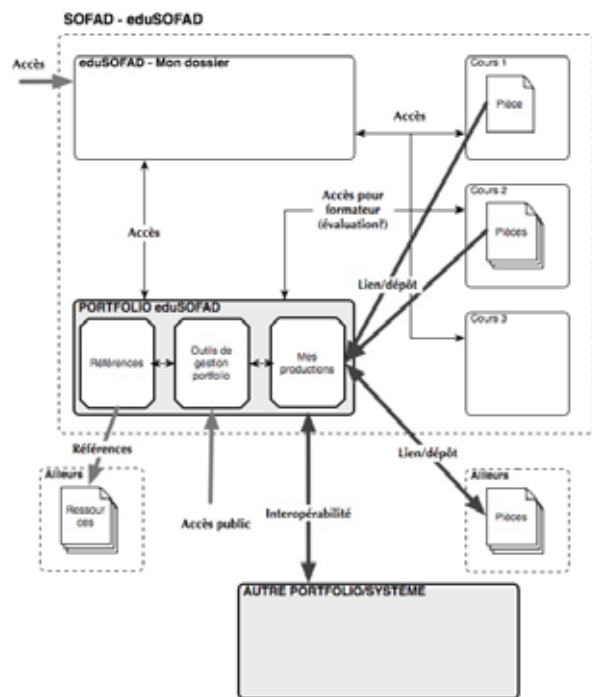 SOFAD - eduSOFAD
Accès
eduSOFAD - Mon dossier
Cours 1
Pièce
Accès
Cours 2
Pièces
Accès pour
formateur
(évaluation?)
Accès
Lien/dépôt
PORTFOLIO eduSOFAD
Références
Outils de
gestion
portfolio
Mes
productions
Cours 3
Références
Lien/dépôt
Ailleurs
Ressour
ces
Accès public
Interopérabilité
Ailleurs
Pièces
AUTRE PORTFOLIO/SYSTEME